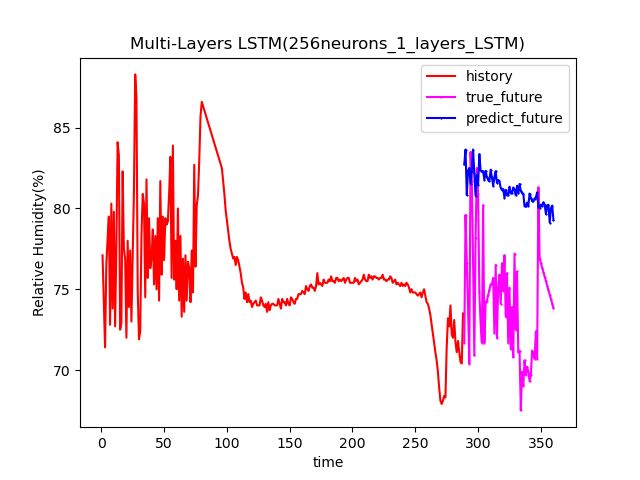 Multi-Layers LSTM(256neurons_1_layers_LSTM)
history
true_future
predict_future
Relative Humidity(%)
85
80
75
70
0 50 100 150 200 250 300 350
time